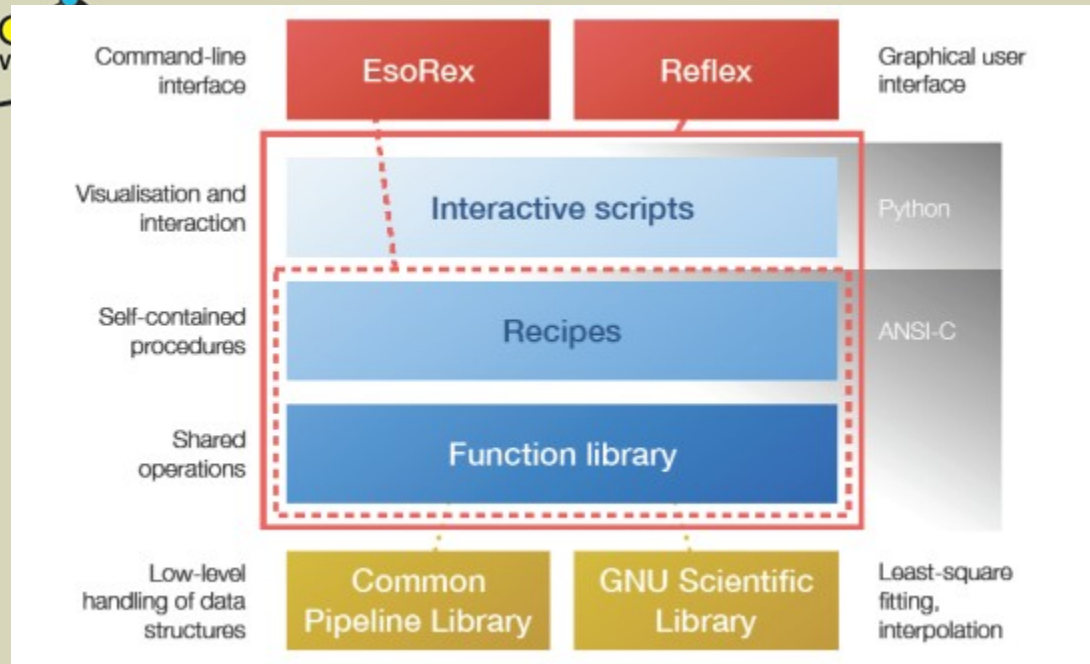 Command-line
interface
EsoRex
Reflex
Graphical user
interface
Visualisation and
interaction
Interactive scripts
Python
Self-contained
procedures
Recipes
ANSI-C
Shared
operations
Function library
Low-level
handling of data
structures
Common
Pipeline Library
GNU Scientific
Library
Least-square
fitting,
interpolation